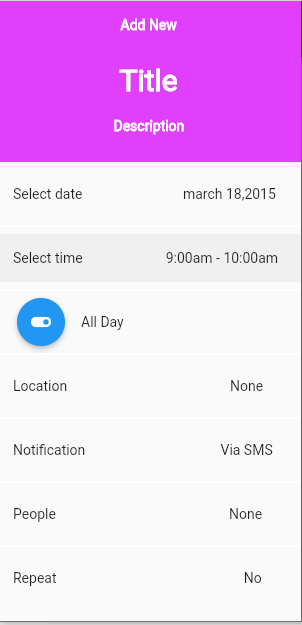 Add New
Title
Description
Select date march 18,2015
Select time 9:00am - 10:00am
All Day
Location None
Notification Via SMS
People None
Repeat No